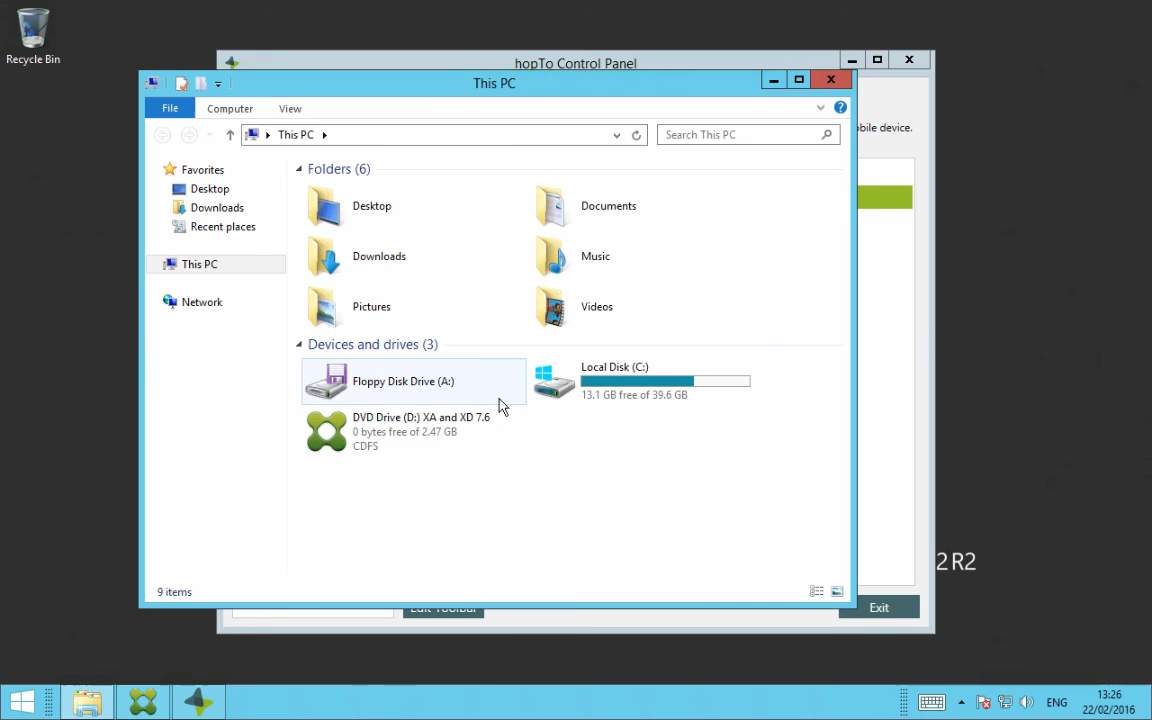 Recycle Bin
hopTo Control Panel
This PC
File Computer View
This PC
Search This PC
obile device.
Favorites
Desktop
Downloads
Recent places
This PC
Network
Folders (6)
Desktop
Documents
Downloads
Music
Pictures
Videos
Devices and drives (3)
Floppy Disk Drive (A:)
Local Disk (C:)
13.1 GB free of 39.6 GB
DVD Drive (D:) XA and XD 7.6
0 bytes free of 2.47 GB
CDFS
2 R2
9 items
Edit Toolbar
Exit
ENG
13:26
22/02/2016